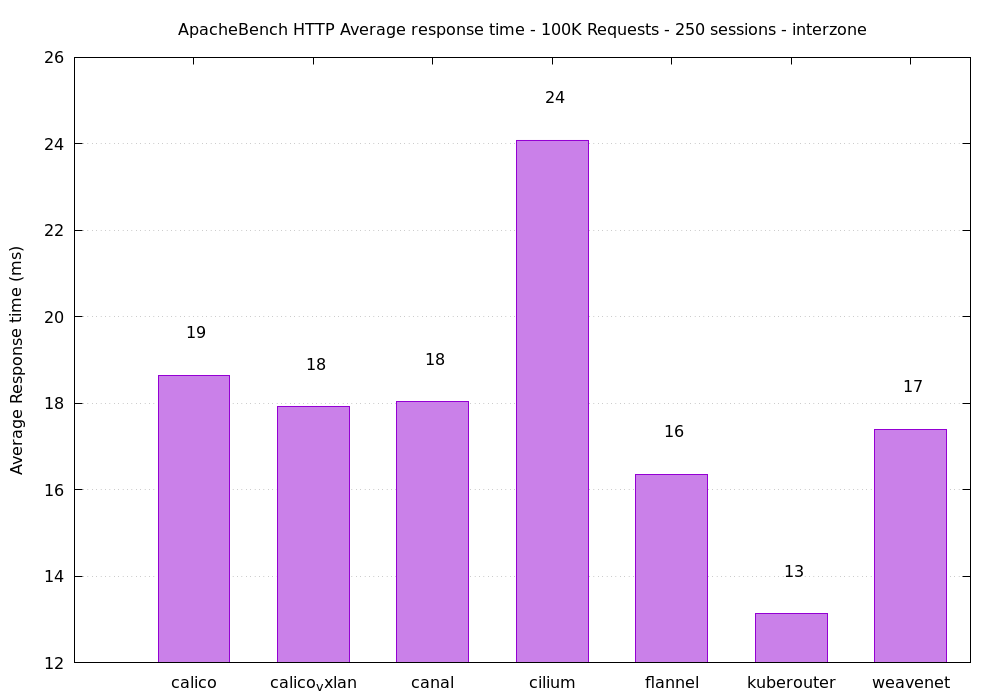 ApacheBench HTTP Average response time - 100K Requests - 250 sessions - interzone
Average Response time (ms)
26
24
22
20
18
16
14
12
19
18
18
24
16
13
17
calico
calicovxlan
canal
cilium
flannel
kuberouter
weavenet